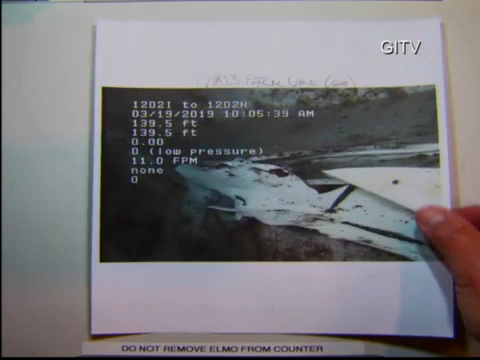 GITV
1202I to 1202H
03/19/2019 10:05:39 AM
139.5 ft
139.5 ft
0.00
0 (low pressure)
11.0 FPM
none
0
DO NOT REMOVE ELMO FROM COUNTER